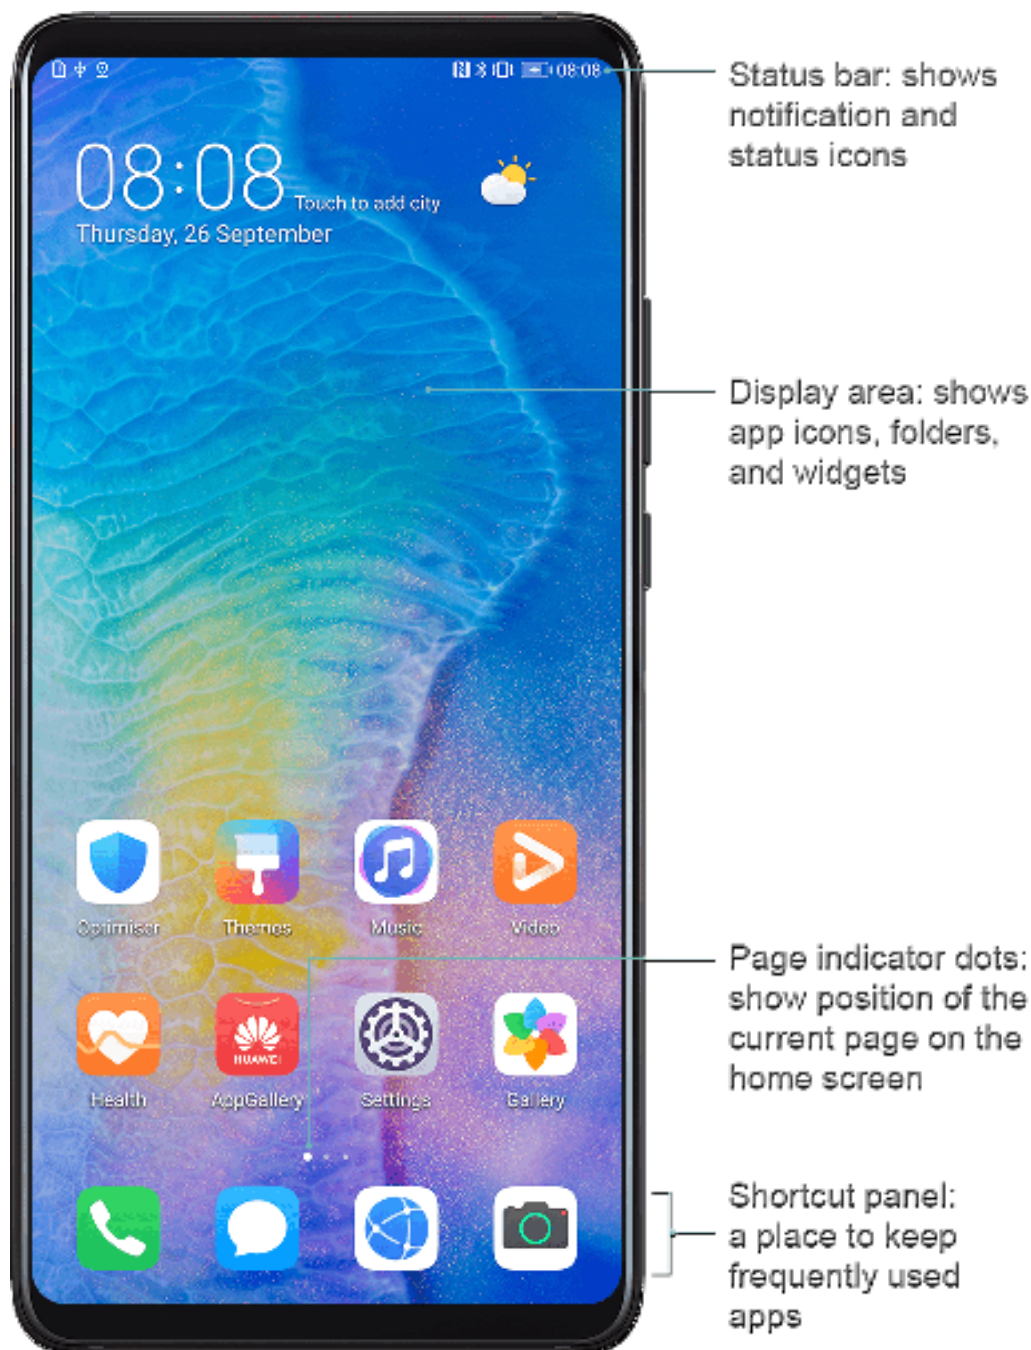 08:08
Status bar: shows
notification and
status icons
08:08 Touch to add city
Thursday, 26 September
Display area: shows
app icons, folders,
and widgets
Optimiser Themes Music Video
Page indicator dots:
show position of the
current page on the
home screen
HUAWEI
Health AppGallery Settings Gallery
Shortcut panel:
a place to keep
frequently used
apps